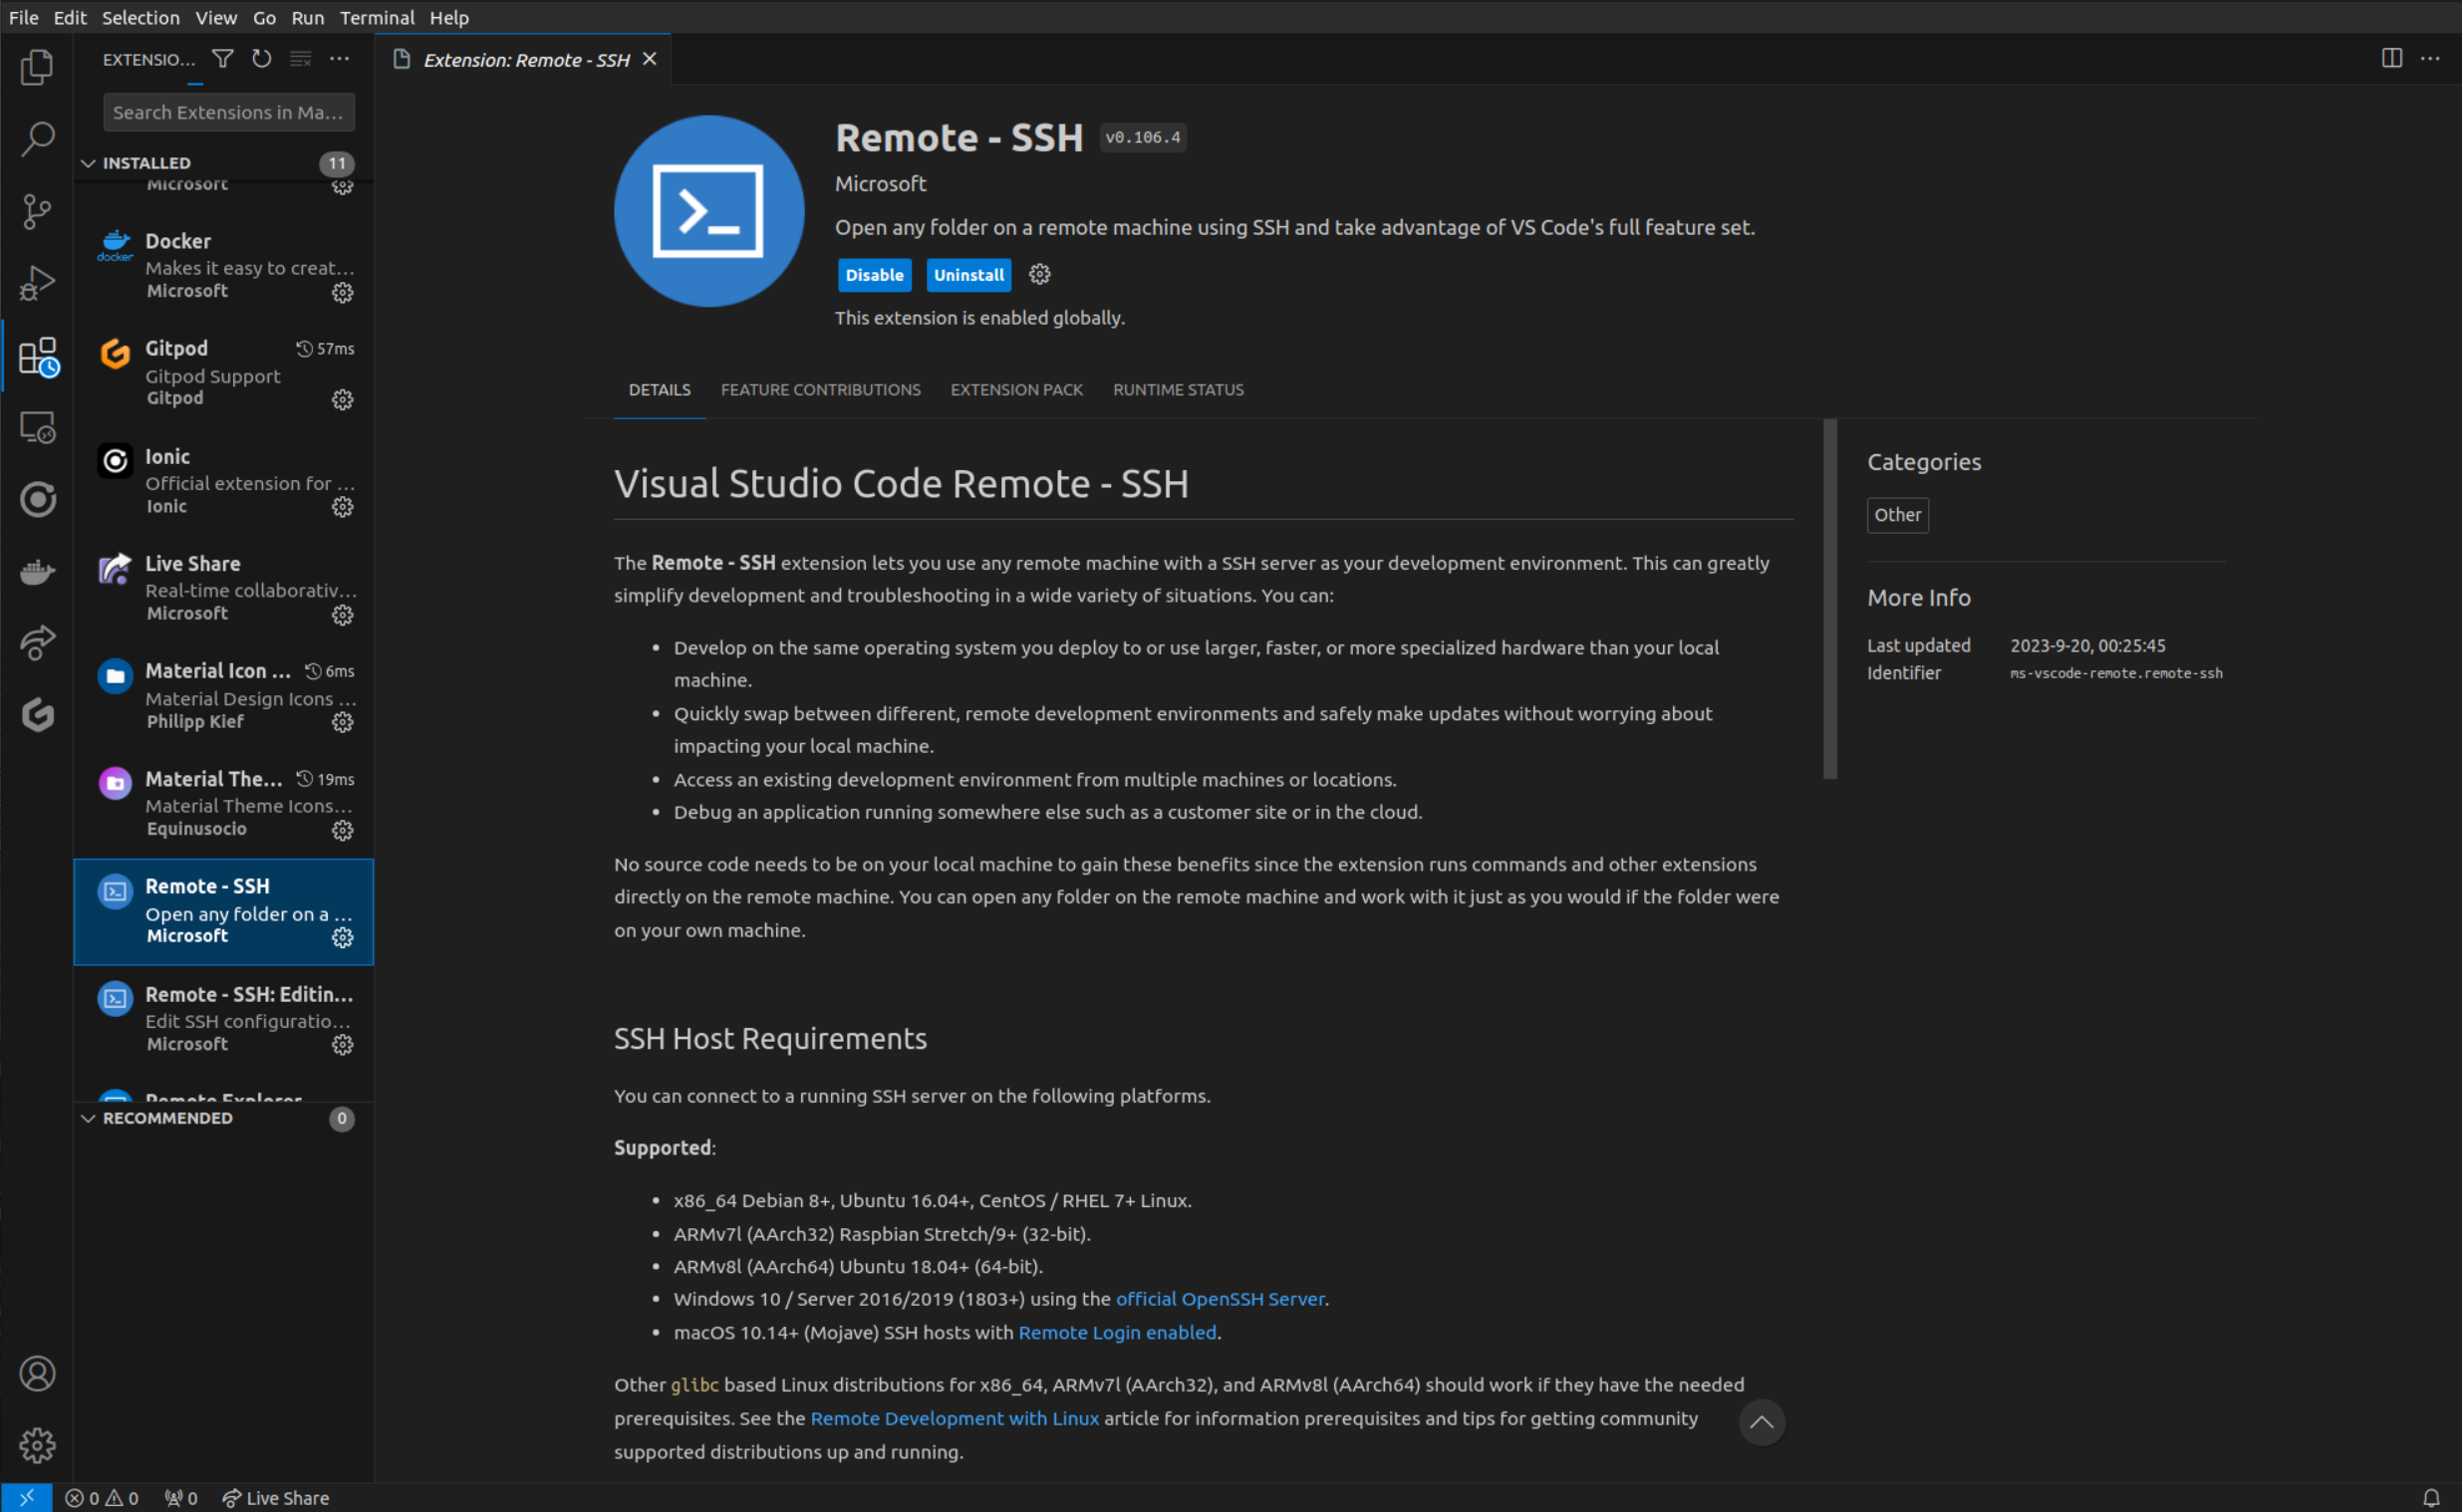 File Edit Selection View Go Run Terminal Help
EXTENSIO...
Extension: Remote - SSH
Search Extensions in Ma...
INSTALLED 11
Microsoft
Docker
Makes it easy to creat...
Microsoft
Gitpod 57ms
Gitpod Support
Gitpod
Ionic
Official extension for ...
Ionic
Live Share
Real-time collaborativ...
Microsoft
Material Icon ... 6ms
Material Design Icons ...
Philipp Kief
Material The... 19ms
Material Theme Icons...
Equinusocio
Remote - SSH
Open any folder on a ...
Microsoft
Remote - SSH: Editin...
Edit SSH configuratio...
Microsoft
Remote Explorer
RECOMMENDED 0
Remote - SSH v0.106.4
Microsoft
Open any folder on a remote machine using SSH and take advantage of VS Code's full feature set.
Disable Uninstall
This extension is enabled globally.
DETAILS FEATURE CONTRIBUTIONS EXTENSION PACK RUNTIME STATUS
Visual Studio Code Remote - SSH
The Remote - SSH extension lets you use any remote machine with a SSH server as your development environment. This can greatly
simplify development and troubleshooting in a wide variety of situations. You can:
• Develop on the same operating system you deploy to or use larger, faster, or more specialized hardware than your local
machine.
• Quickly swap between different, remote development environments and safely make updates without worrying about
impacting your local machine.
• Access an existing development environment from multiple machines or locations.
• Debug an application running somewhere else such as a customer site or in the cloud.
No source code needs to be on your local machine to gain these benefits since the extension runs commands and other extensions
directly on the remote machine. You can open any folder on the remote machine and work with it just as you would if the folder were
on your own machine.
SSH Host Requirements
You can connect to a running SSH server on the following platforms.
Supported:
• x86_64 Debian 8+, Ubuntu 16.04+, CentOS / RHEL 7+ Linux.
• ARMv7l (AArch32) Raspbian Stretch/9+ (32-bit).
• ARMv8l (AArch64) Ubuntu 18.04+ (64-bit).
• Windows 10 / Server 2016/2019 (1803+) using the official OpenSSH Server.
• macOS 10.14+ (Mojave) SSH hosts with Remote Login enabled.
Other glibc based Linux distributions for x86_64, ARMv7l (AArch32), and ARMv8l (AArch64) should work if they have the needed
prerequisites. See the Remote Development with Linux article for information prerequisites and tips for getting community
supported distributions up and running.
Categories
Other
More Info
Last updated 2023-9-20, 00:25:45
Identifier ms-vscode-remote.remote-ssh
0 0 0 Live Share